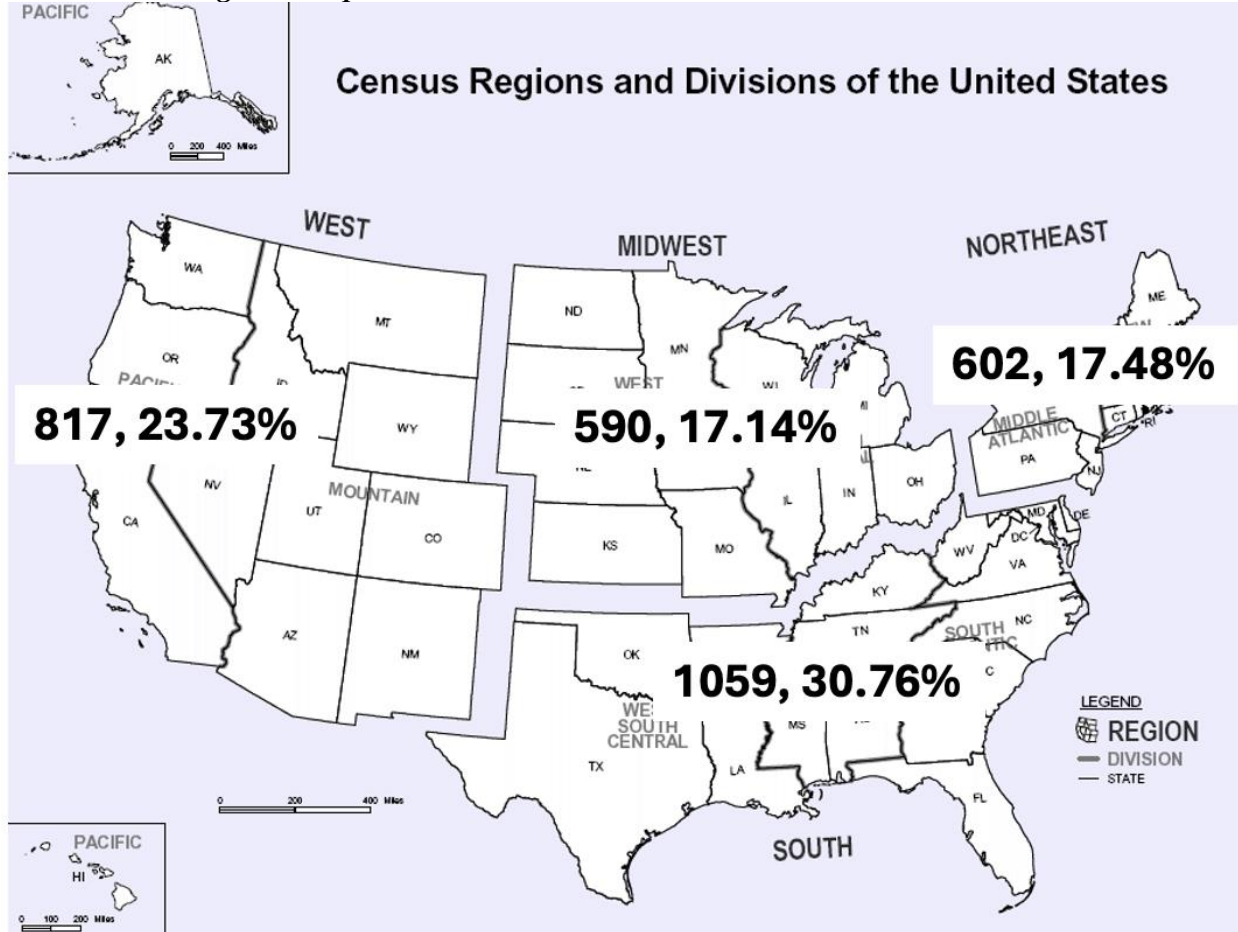 PACIFIC
AK
0 200 400 Miles
Census Regions and Divisions of the United States
WEST
MIDWEST
NORTHEAST
WA
MT
ND
MN
ME
OR
WEST
602, 17.48%
817, 23.73%
WY
590, 17.14%
CT
RI
MIDDLE
ATLANTIC
PA
NJ
NV
MOUNTAIN
UT
CO
CA
IL
IN
OH
KS
MO
MD
DE
DC
WV
VA
KY
AZ
NM
TN
NC
SOUTH
OK
1059, 30.76%
SOUTH
CENTRAL
MS
TX
LA
FL
LEGEND
REGION
DIVISION
STATE
0 200 400 Miles
SOUTH
PACIFIC
HI
0 100 200 Miles